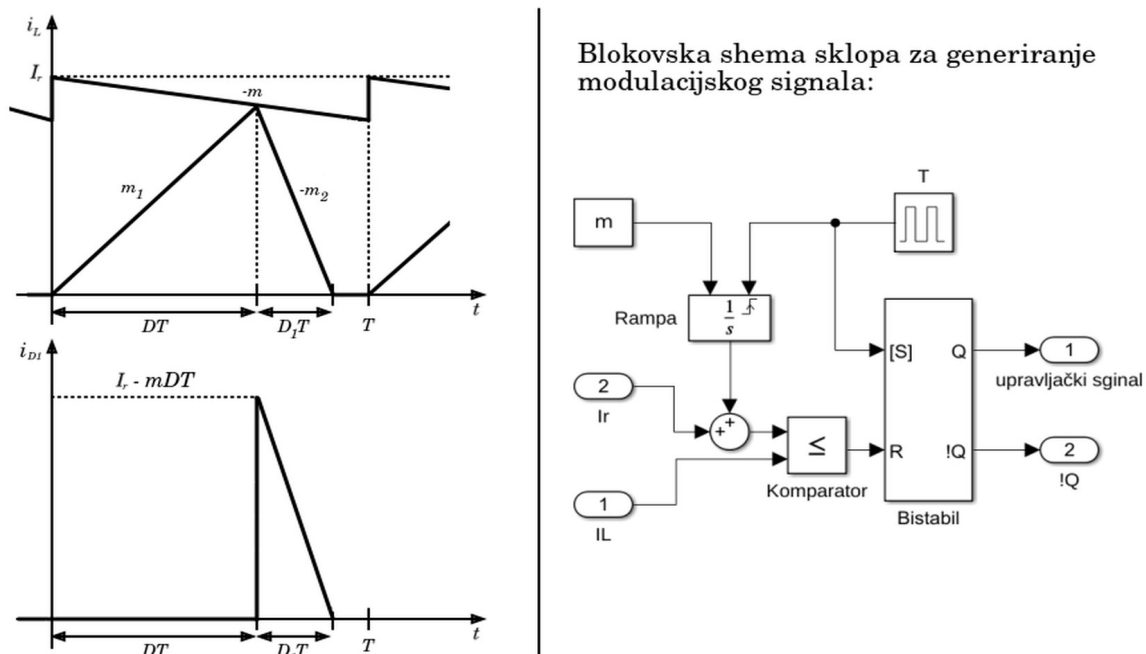 i_L
I_r
-m
m_1
-m_2
t
DT
D_1T
T
i_D1
I_r - mDT
t
DT
T
Blokovska shema sklopa za generiranje
modulacijskog signala:
T
m
Rampa
1
s
2
Ir
+
+
≤
Komparator
1
IL
[S]
Q
R
!Q
Bistabil
1
upravljački sginal
2
!Q